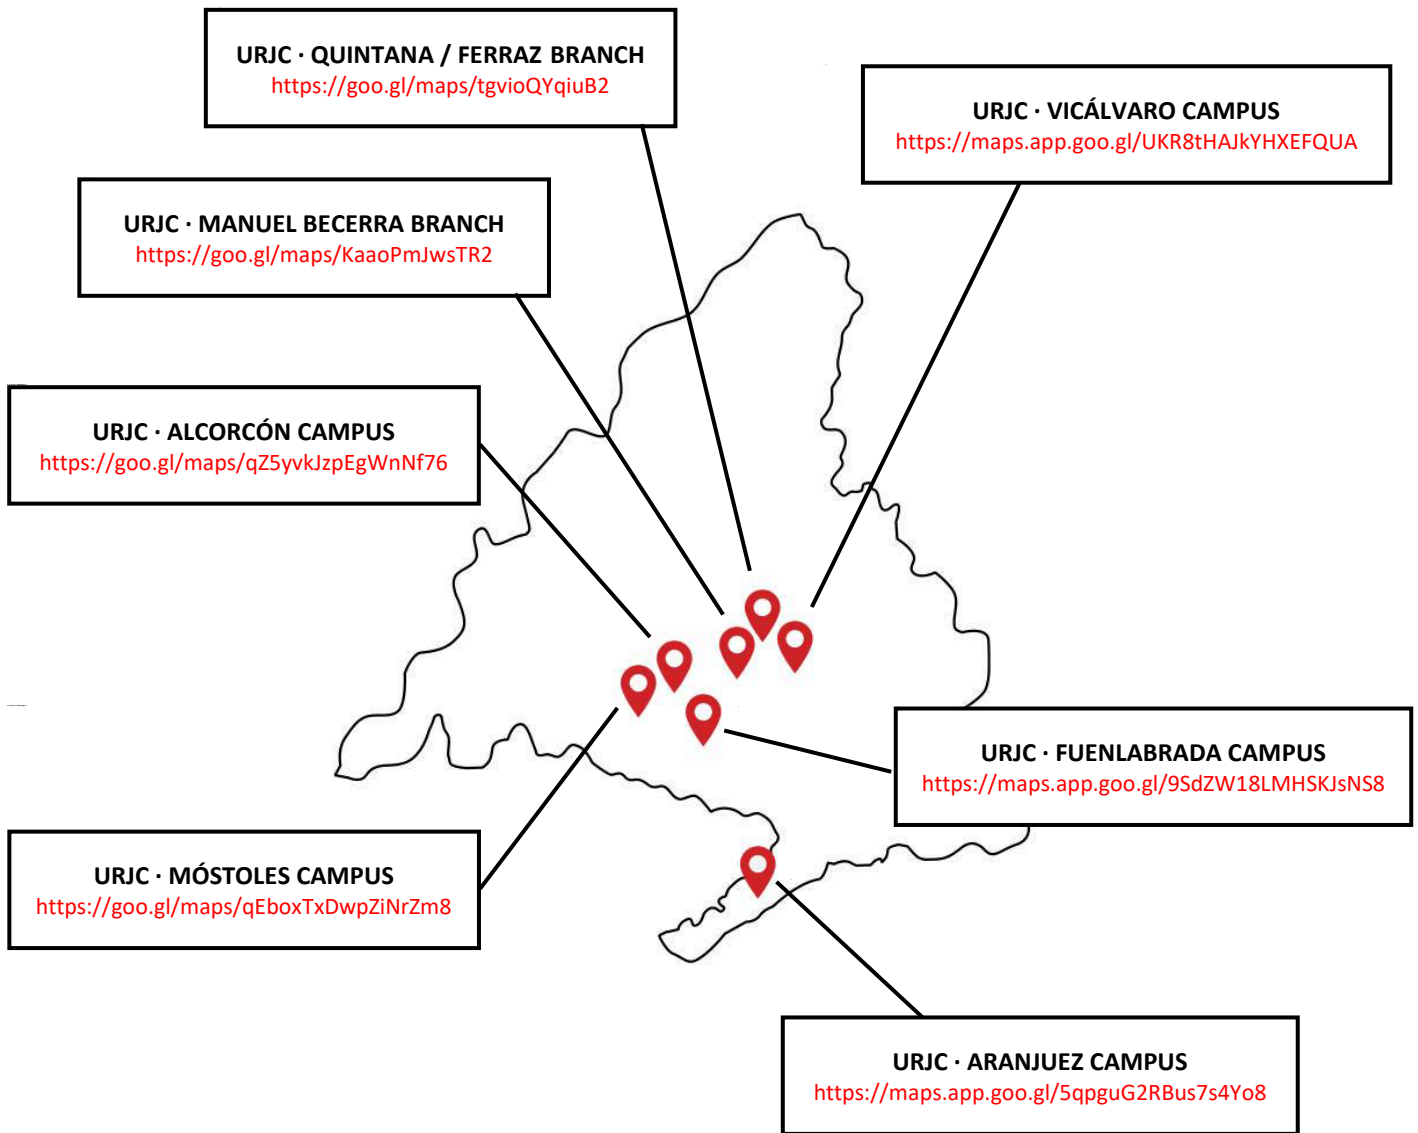 URJC · QUINTANA / FERRAZ BRANCH
https://goo.gl/maps/tgvioQYqiuB2
URJC · VICÁLVARO CAMPUS
https://maps.app.goo.gl/UKR8tHAJkYHXEFQUA
URJC · MANUEL BECERRA BRANCH
https://goo.gl/maps/KaaoPmJwsTR2
URJC · ALCORCÓN CAMPUS
https://goo.gl/maps/qZ5yvkJzpEgWnNf76
URJC · FUENLABRADA CAMPUS
https://maps.app.goo.gl/9SdZW18LMHSKJsNS8
URJC · MÓSTOLES CAMPUS
https://goo.gl/maps/qEboxTxDwpZiNrZm8
URJC · ARANJUEZ CAMPUS
https://maps.app.goo.gl/5qpguG2RBus7s4Yo8